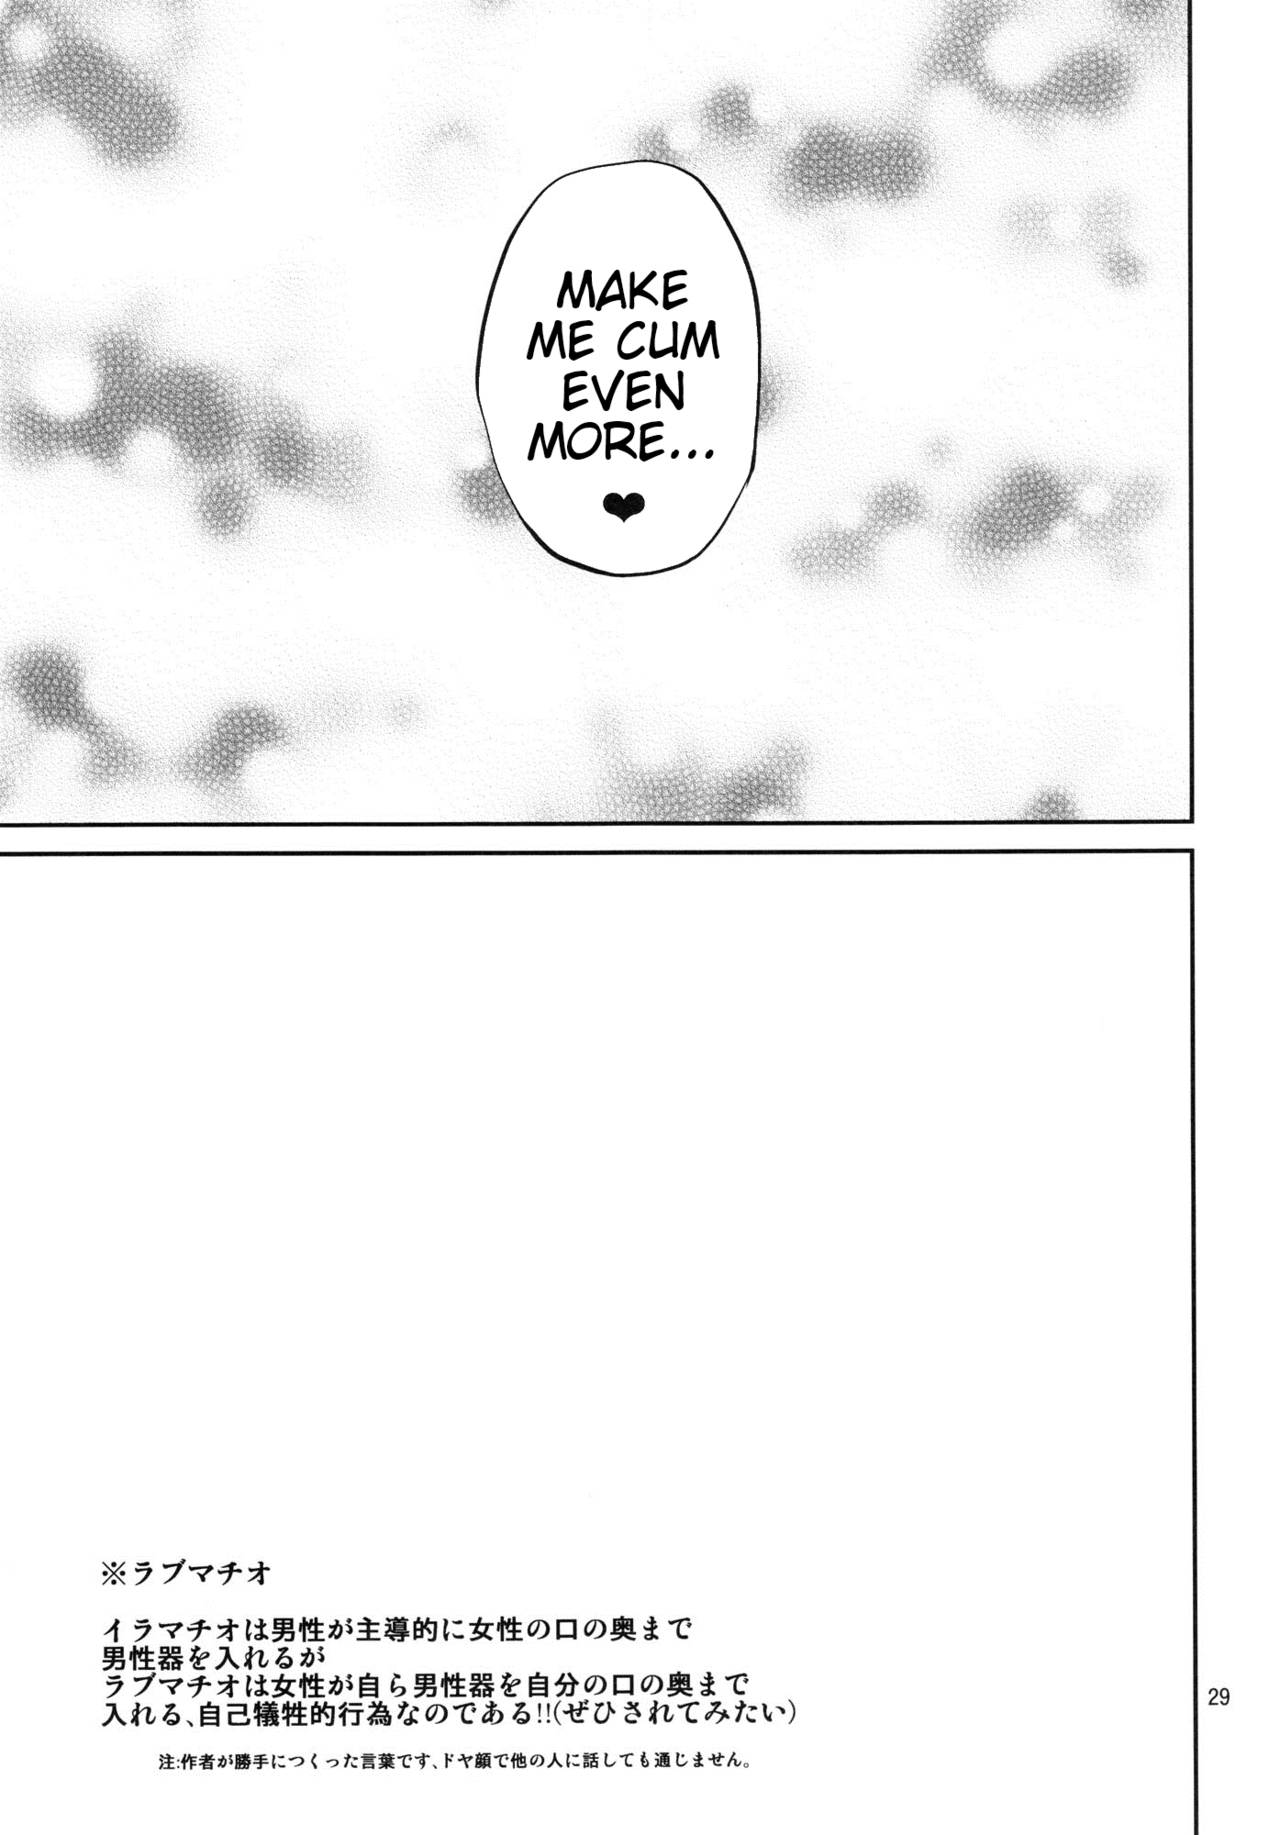 MAKE
ME CUM
EVEN
MORE...
♥
※ラブマチオ
イラマチオは男性が主導的に女性の口の奥まで
男性器を入れるが
ラブマチオは女性が自ら男性器を自分の口の奥まで
入れる、自己犠牲的行為なのである!!(ぜひされてみたい)
注:作者が勝手につくった言葉です、ドヤ顔で他の人に話しても通じません。
29